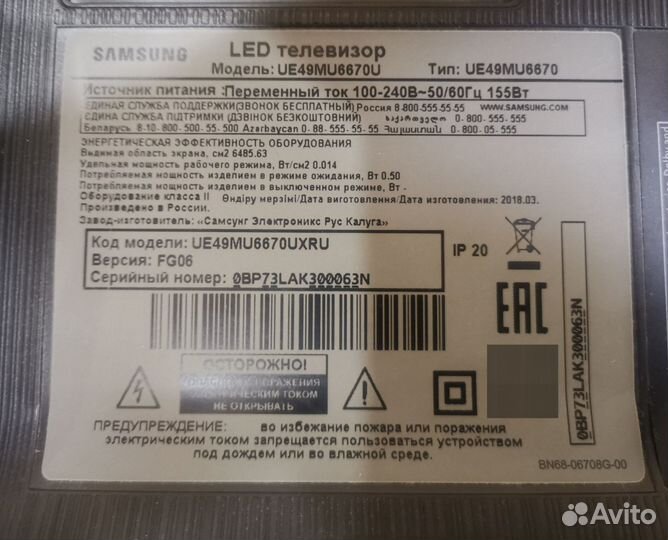 SAMSUNG
LED телевизор
Модель: UE49MU6670U Тип: UE49MU6670
Источник питания :Переменный ток 100-240В~50/60Гц 155Вт
ЕДИНАЯ СЛУЖБА ПОДДЕРЖКИ(ЗВОНОК БЕСПЛАТНЫЙ) Россия 8-800-555-55-55 WWW.SAMSUNG.COM
ЄДИНА СЛУЖБА ПІДТРИМКИ (ДЗВІНОК БЕЗКОШТОВНИЙ) საქართველო 0-800-555-555
Беларусь 8-10-800-500-55-500 Azərbaycan 0-88-555-55-55 Հայաստան 0-800-05-555
ЭНЕРГЕТИЧЕСКАЯ ЭФФЕКТИВНОСТЬ ОБОРУДОВАНИЯ
Видимая область экрана, см2 6485.63
Удельная мощность рабочего режима, Вт/см2 0.014
Потребляемая мощность изделием в режиме ожидания, Вт 0.50
Потребляемая мощность изделием в выключенном режиме, Вт -
Оборудование класса II Өндіру мерзімі/Дата изготовления/Дата изготовления: 2018.03.
Произведено в России.
Завод-изготовитель: «Самсунг Электроникс Рус Калуга»
Код модели: UE49MU6670UXRU
Версия: FG06
Серийный номер: 0BP73LAK300063N
IP 20
EAC
0BP73LAK300063N
ОСТОРОЖНО!
ПОРАЖЕНИЯ
ЭЛЕКТРИЧЕСКИМ ТОКОМ
НЕ ОТКРЫВАТЬ
ПРЕДУПРЕЖДЕНИЕ: во избежание пожара или поражения
электрическим током запрещается пользоваться устройством
под дождем или во влажной среде.
BN68-06708G-00
Avito